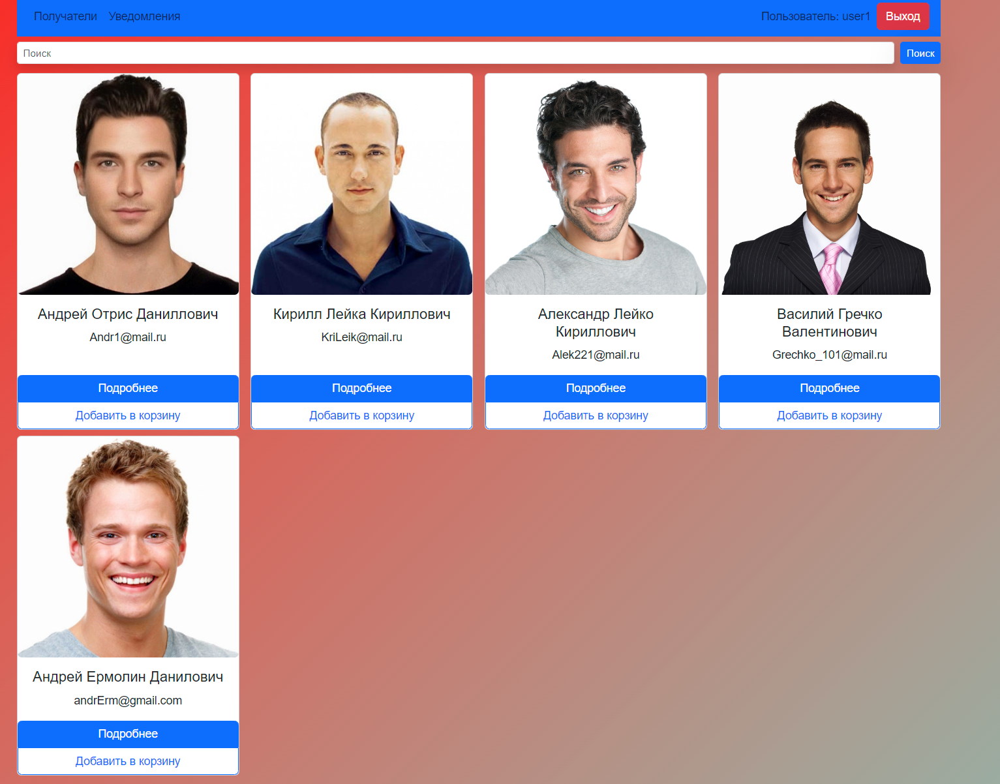 Получатели Уведомления Пользователь: user1 Выход
Поиск Поиск
Андрей Отрис Даниллович
Andr1@mail.ru
Подробнее
Добавить в корзину
Кирилл Лейка Кириллович
KriLeik@mail.ru
Подробнее
Добавить в корзину
Александр Лейко
Кириллович
Alek221@mail.ru
Подробнее
Добавить в корзину
Василий Гречко
Валентинович
Grechko_101@mail.ru
Подробнее
Добавить в корзину
Андрей Ермолин Данилович
andrErm@gmail.com
Подробнее
Добавить в корзину